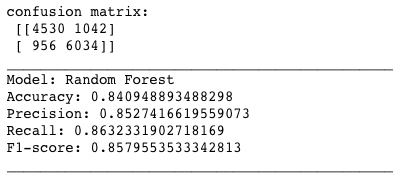 confusion matrix:
[[4530 1042]
[ 956 6034]]
Model: Random Forest
Accuracy: 0.840948893488298
Precision: 0.8527416619559073
Recall: 0.8632331902718169
F1-score: 0.8579553533342813